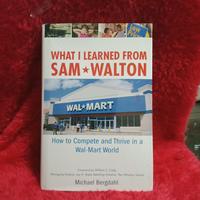 WHAT I LEARNED FROM
SAM★WALTON
WAL★MART
How to Compete and Thrive in a
Wal-Mart World
Michael Bergdahl